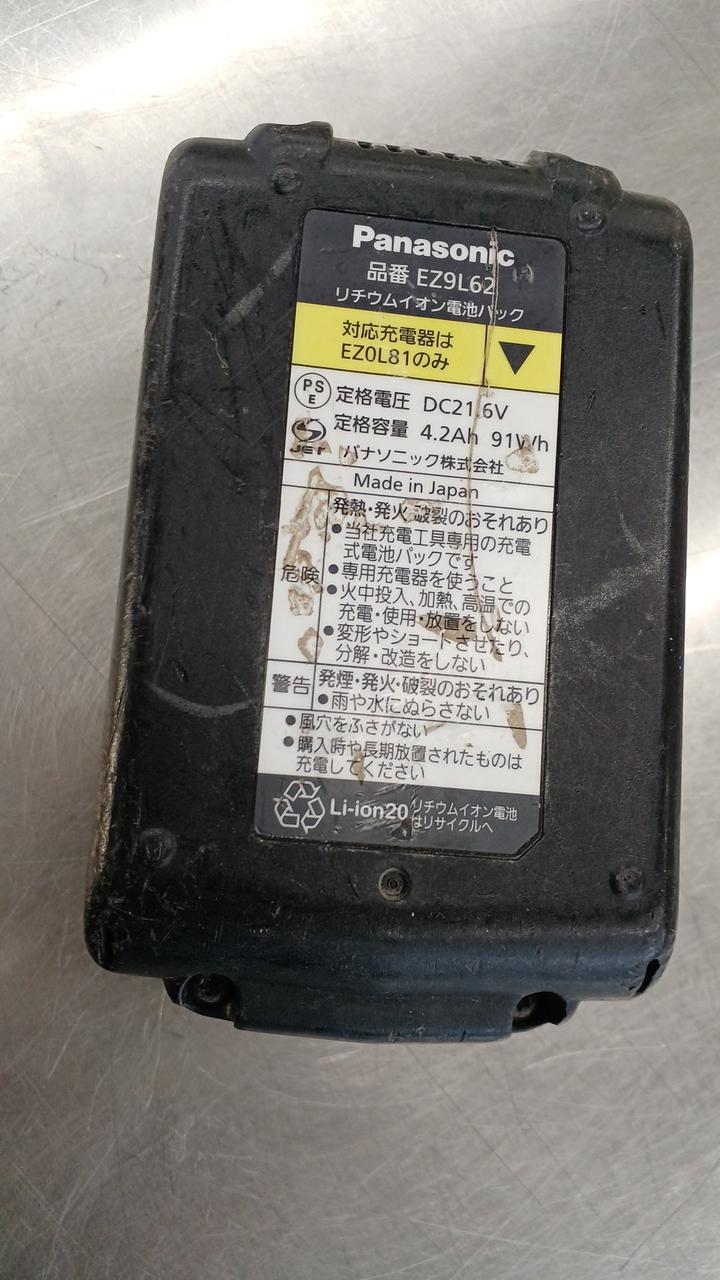 Panasonic
品番 EZ9L62
リチウムイオン電池パック
対応充電器は
EZ0L81のみ
PS
E
定格電圧 DC21.6V
定格容量 4.2Ah 91Wh
JET パナソニック株式会社
Made in Japan
危険
発熱・発火・破裂のおそれあり
●当社充電工具専用の充電
式電池パックです
●専用充電器を使うこと
●火中投入、加熱、高温での
充電・使用・放置をしない
●変形やショートさせたり、
分解・改造をしない
警告
発煙・発火・破裂のおそれあり
●雨や水にぬらさない
●風穴をふさがない
●購入時や長期放置されたものは
充電してください
Li-ion20
リチウムイオン電池
はリサイクルへ